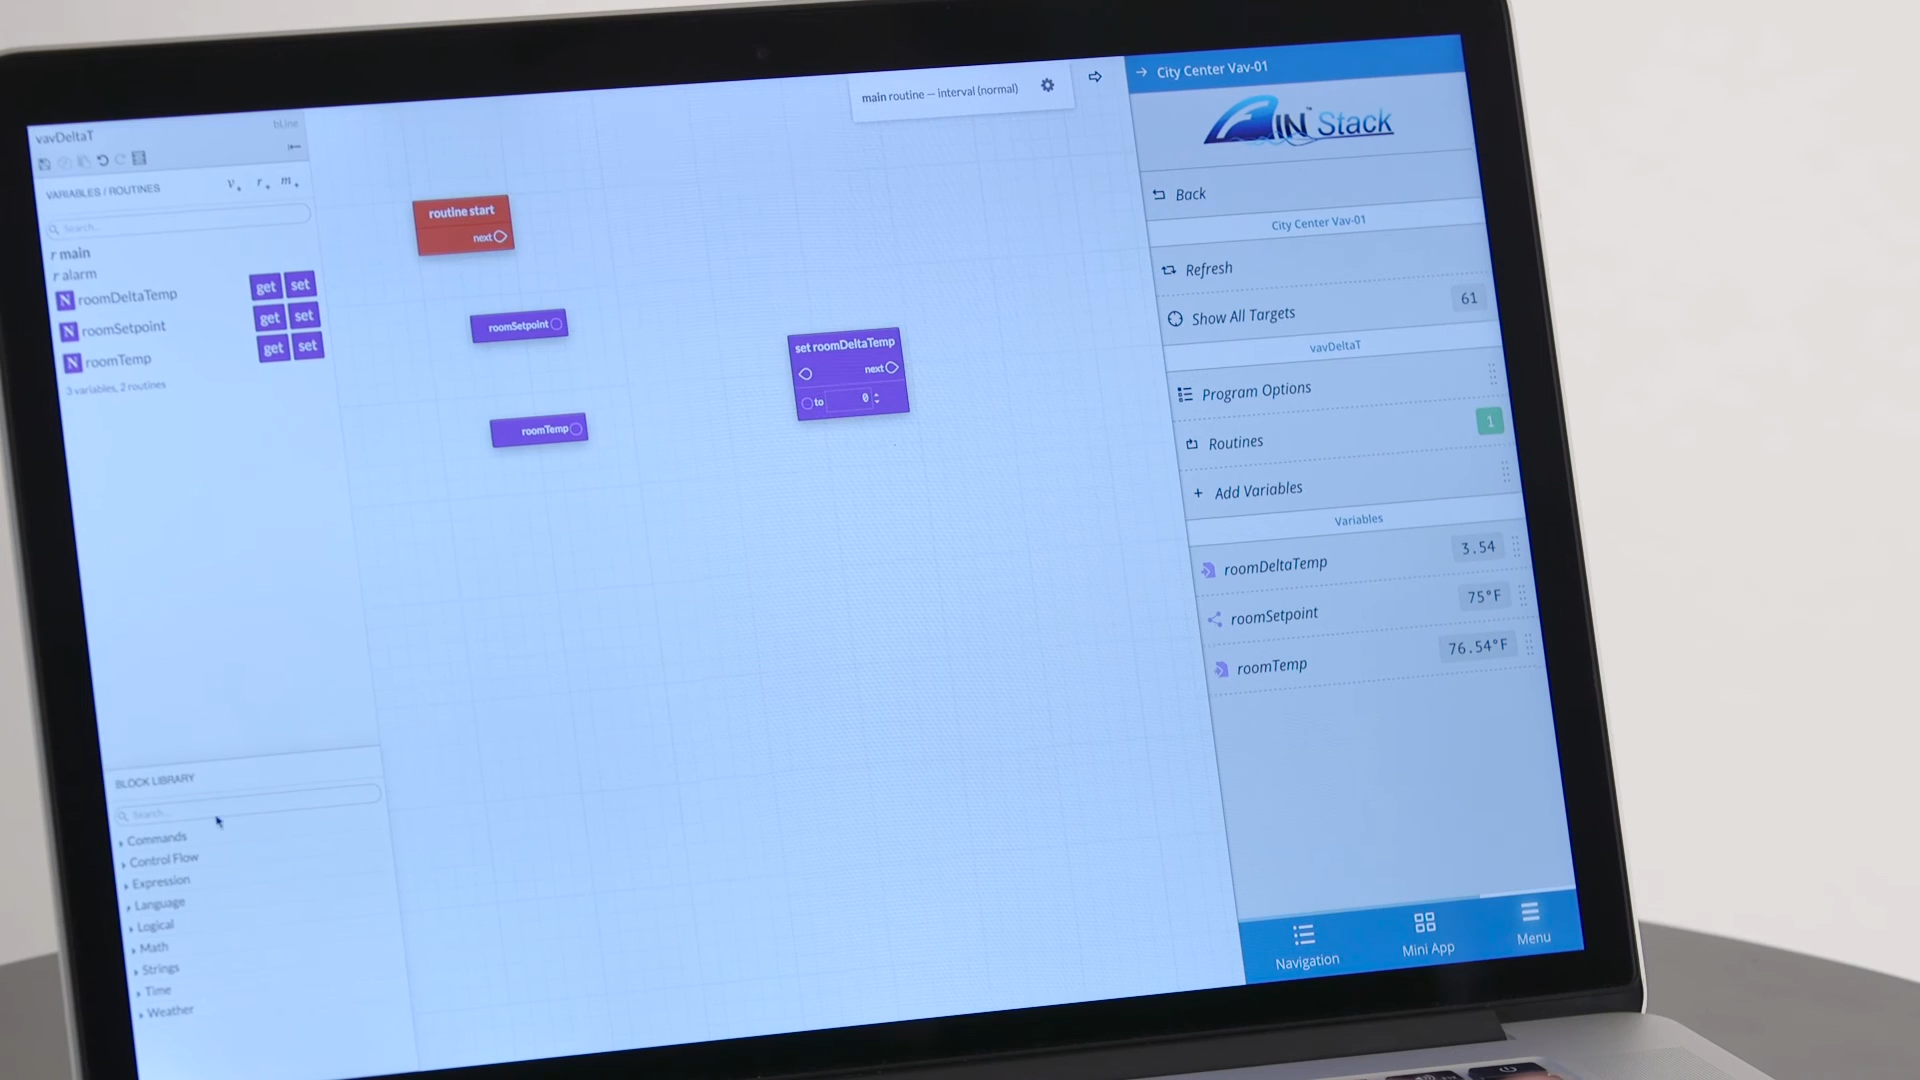 vavDeltaT
bLine
VARIABLES / ROUTINES
v+ r+ m+
Search...
r main
r alarm
N roomDeltaTemp get set
N roomSetpoint get set
N roomTemp get set
3 variables, 2 routines
BLOCK LIBRARY
Search...
Commands
Control Flow
Expression
Language
Logical
Math
Strings
Time
Weather
main routine — interval (normal)
routine start
next
roomSetpoint
roomTemp
set roomDeltaTemp
next
to 0
City Center Vav-01
FIN™ Stack
Back
City Center Vav-01
Refresh
Show All Targets 61
vavDeltaT
Program Options
Routines 1
+ Add Variables
Variables
roomDeltaTemp 3.54
roomSetpoint 75°F
roomTemp 76.54°F
Navigation
Mini App
Menu